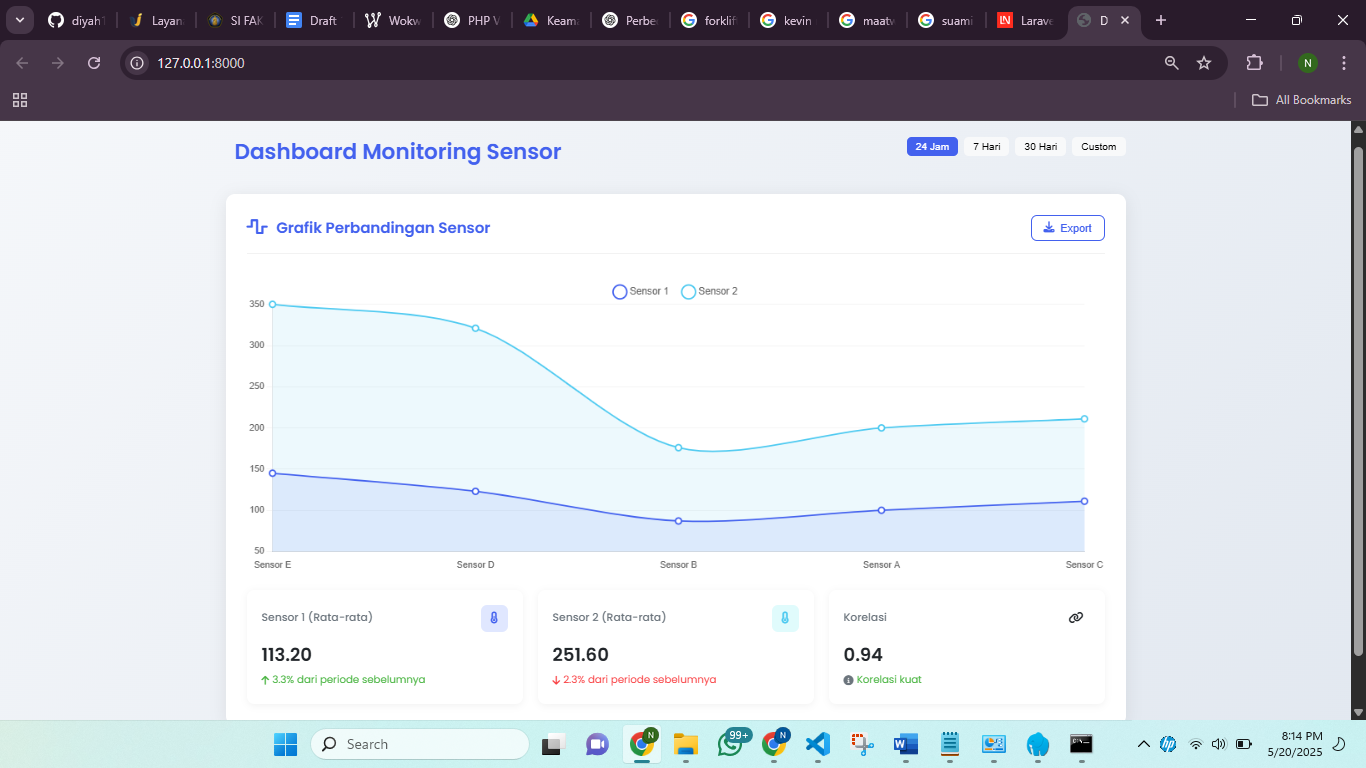 diyah1 Layan SI FAK Draft Wokw PHP V Keam Perbe forklif kevin maatw suami Larave D
127.0.0.1:8000
All Bookmarks
Dashboard Monitoring Sensor
24 Jam 7 Hari 30 Hari Custom
Grafik Perbandingan Sensor
Export
Sensor 1 Sensor 2
350
300
250
200
150
100
50
Sensor E Sensor D Sensor B Sensor A Sensor C
Sensor 1 (Rata-rata)
113.20
3.3% dari periode sebelumnya
Sensor 2 (Rata-rata)
251.60
2.3% dari periode sebelumnya
Korelasi
0.94
Korelasi kuat
Search
99+
8:14 PM
5/20/2025